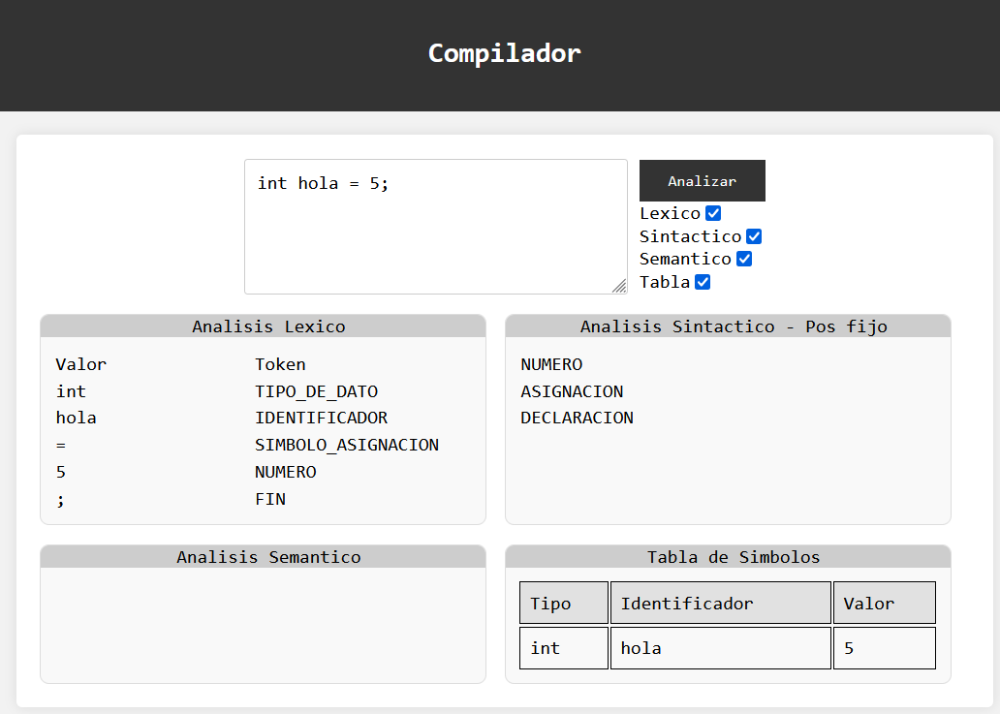 Compilador
int hola = 5;
Analizar
Lexico
Sintactico
Semantico
Tabla
Analisis Lexico
Valor Token
int TIPO_DE_DATO
hola IDENTIFICADOR
= SIMBOLO_ASIGNACION
5 NUMERO
; FIN
Analisis Sintactico - Pos fijo
NUMERO
ASIGNACION
DECLARACION
Analisis Semantico
Tabla de Simbolos
Tipo Identificador Valor
int hola 5